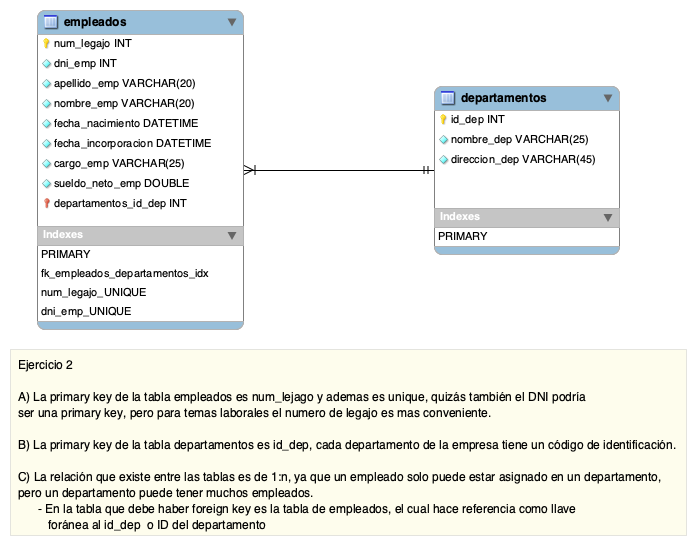 empleados
num_legajo INT
dni_emp INT
apellido_emp VARCHAR(20)
nombre_emp VARCHAR(20)
fecha_nacimiento DATETIME
fecha_incorporacion DATETIME
cargo_emp VARCHAR(25)
sueldo_neto_emp DOUBLE
departamentos_id_dep INT
Indexes
PRIMARY
fk_empleados_departamentos_idx
num_legajo_UNIQUE
dni_emp_UNIQUE
departamentos
id_dep INT
nombre_dep VARCHAR(25)
direccion_dep VARCHAR(45)
Indexes
PRIMARY
Ejercicio 2
A) La primary key de la tabla empleados es num_lejago y ademas es unique, quizás también el DNI podría
ser una primary key, pero para temas laborales el numero de legajo es mas conveniente.
B) La primary key de la tabla departamentos es id_dep, cada departamento de la empresa tiene un código de identificación.
C) La relación que existe entre las tablas es de 1:n, ya que un empleado solo puede estar asignado en un departamento,
pero un departamento puede tener muchos empleados.
- En la tabla que debe haber foreign key es la tabla de empleados, el cual hace referencia como llave
foránea al id_dep o ID del departamento